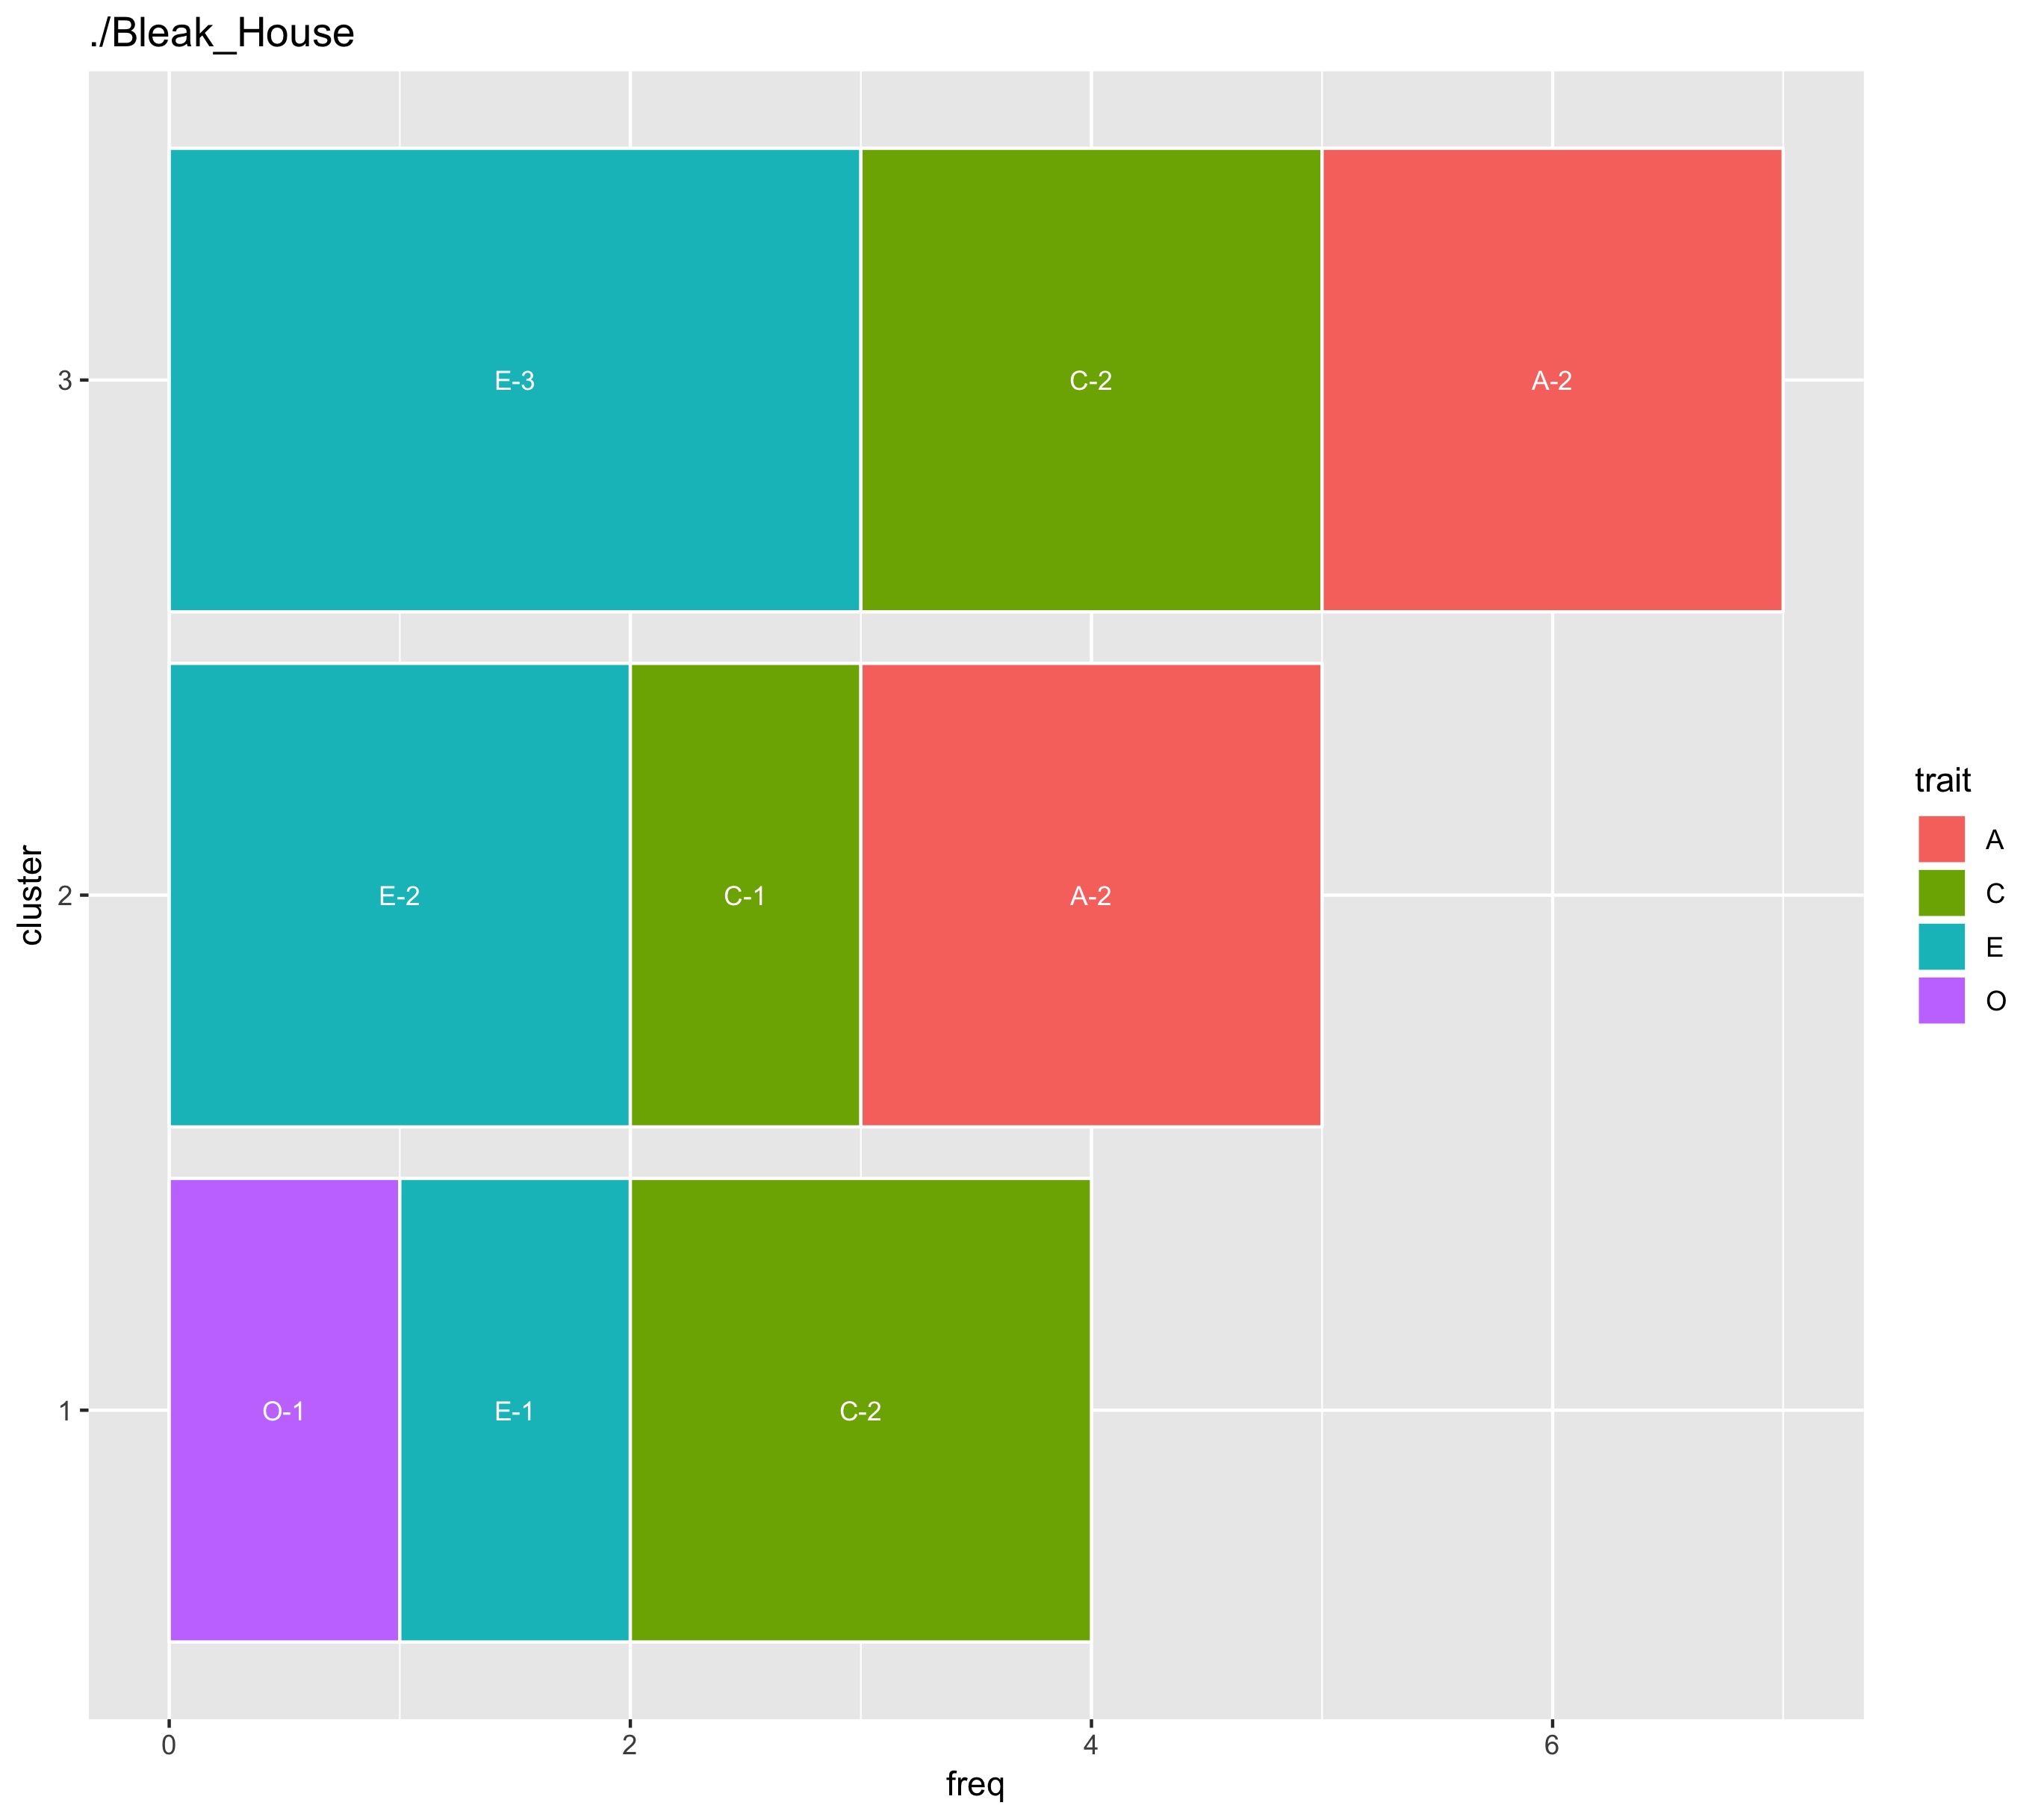 ./Bleak_House
3
E-3
C-2
A-2
2
E-2
C-1
A-2
1
O-1
E-1
C-2
cluster
0
2
4
6
freq
trait
A
C
E
O